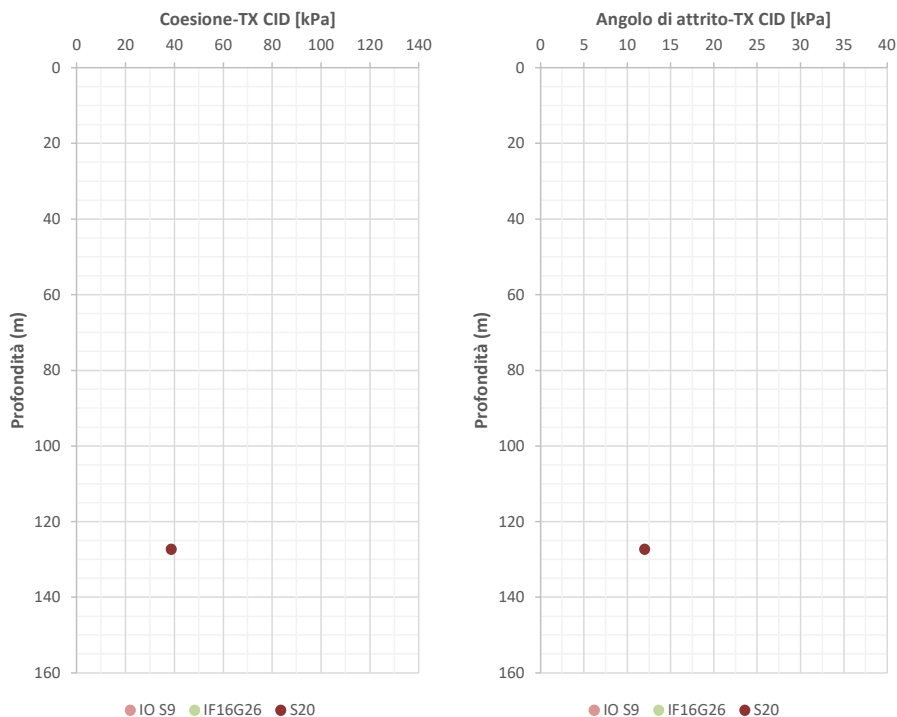 Coesione-TX CID [kPa]
0 20 40 60 80 100 120 140
0
20
40
60
80
100
120
140
160
Profondità (m)
IO S9 IF16G26 S20
Angolo di attrito-TX CID [kPa]
0 5 10 15 20 25 30 35 40
0
20
40
60
80
100
120
140
160
Profondità (m)
IO S9 IF16G26 S20